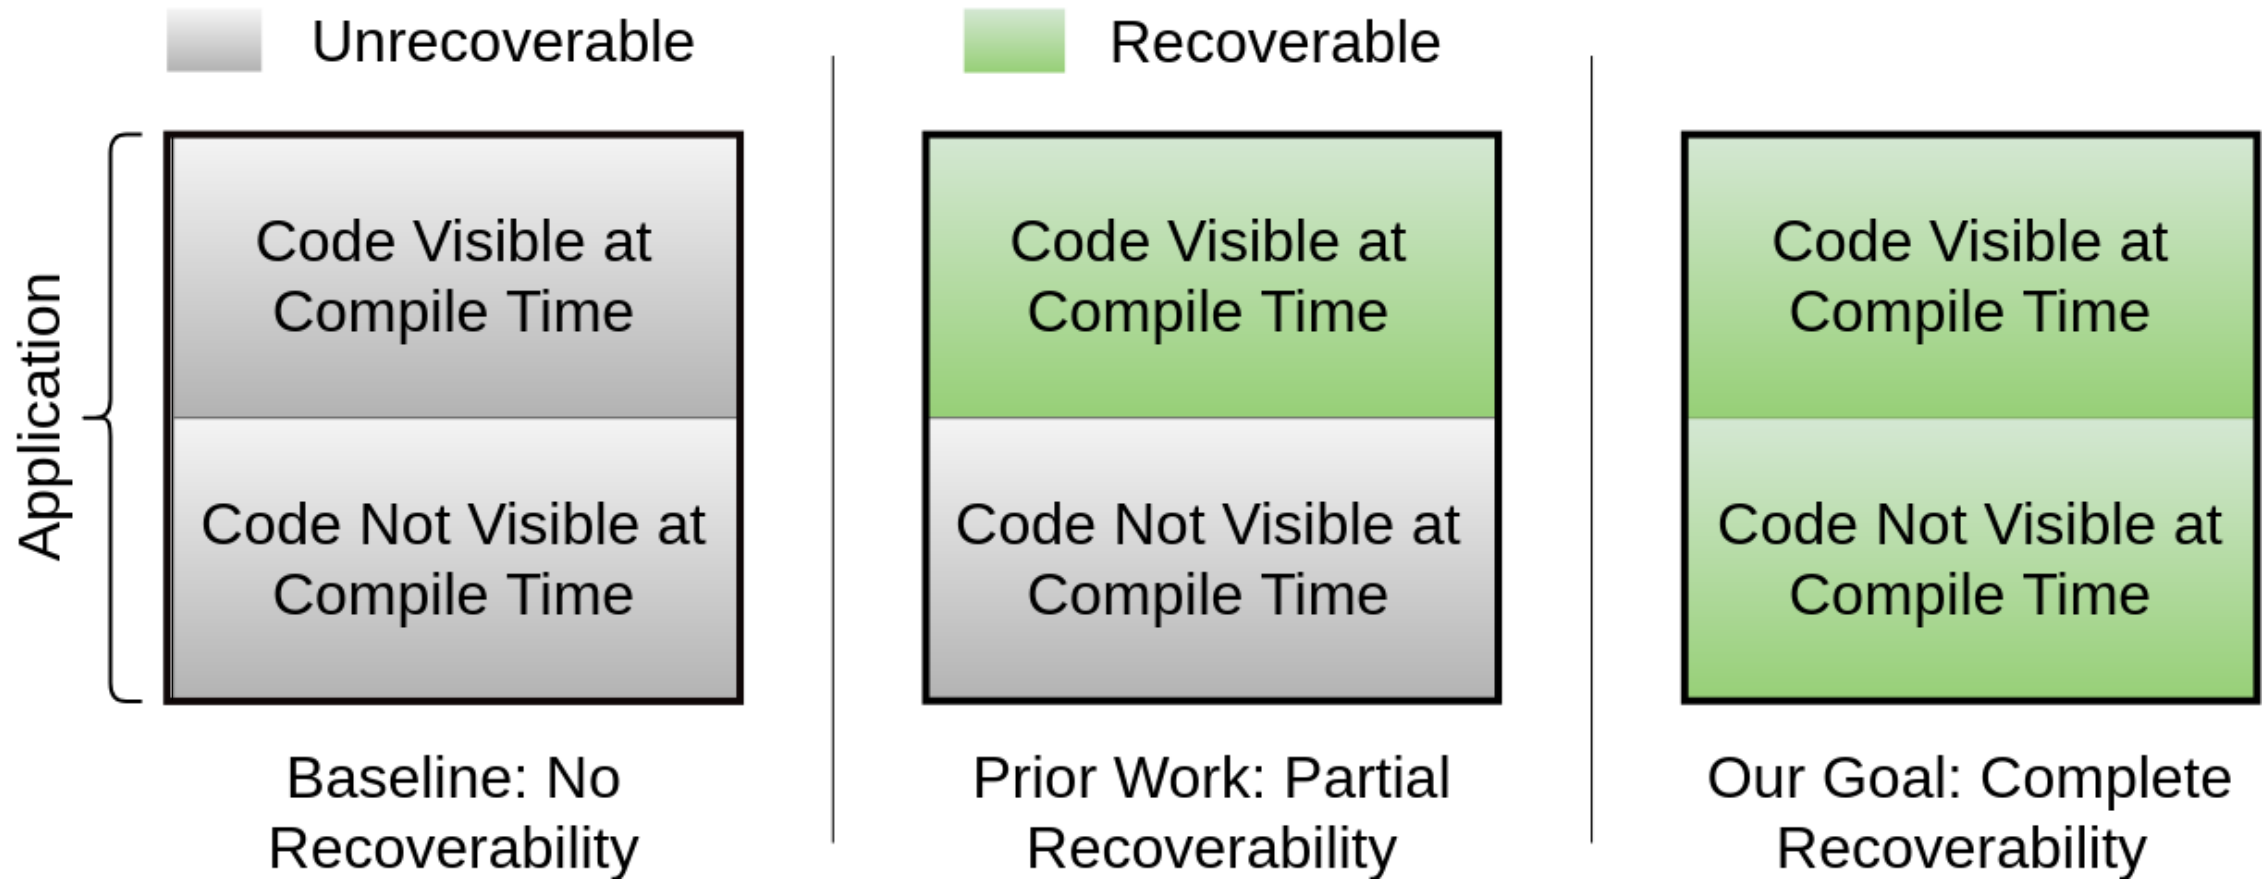 Unrecoverable
Recoverable
Application
Code Visible at
Compile Time
Code Not Visible at
Compile Time
Baseline: No
Recoverability
Code Visible at
Compile Time
Code Not Visible at
Compile Time
Prior Work: Partial
Recoverability
Code Visible at
Compile Time
Code Not Visible at
Compile Time
Our Goal: Complete
Recoverability